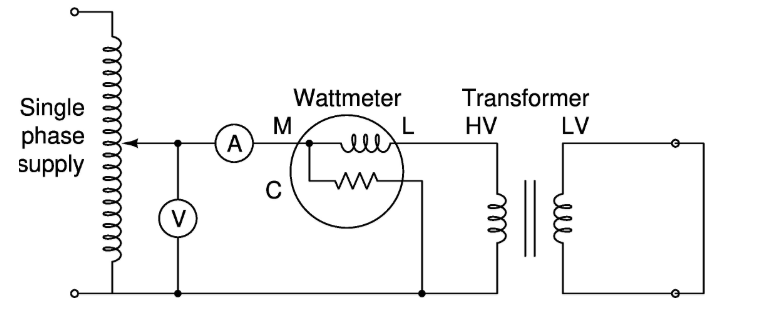 Single
phase
supply
A
V
Wattmeter
M
L
C
Transformer
HV
LV